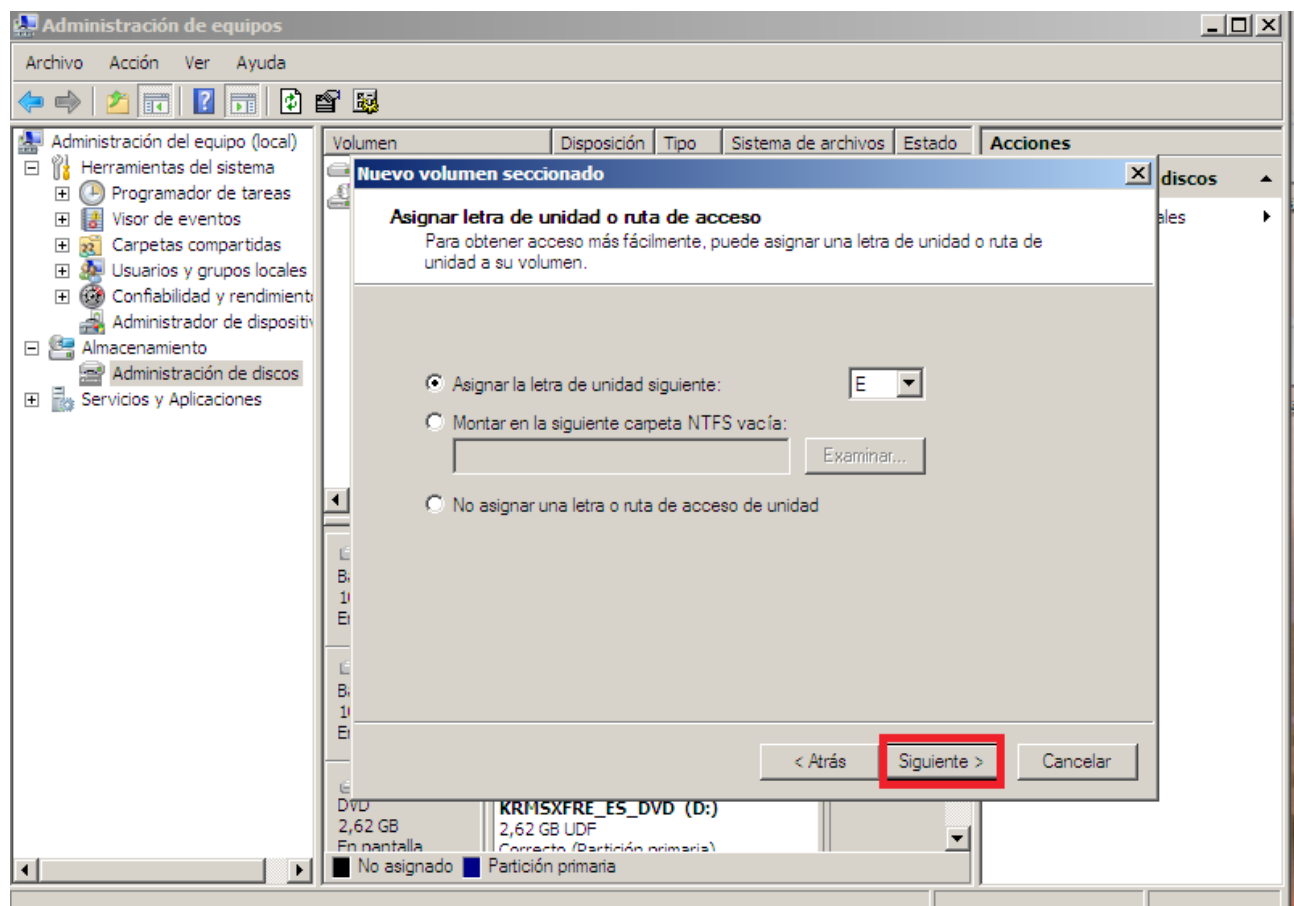 Administración de equipos
Archivo Acción Ver Ayuda
Administración del equipo (local)
Herramientas del sistema
Programador de tareas
Visor de eventos
Carpetas compartidas
Usuarios y grupos locales
Confiabilidad y rendimient
Administrador de dispositiv
Almacenamiento
Administración de discos
Servicios y Aplicaciones
Volumen Disposición Tipo Sistema de archivos Estado
Acciones
discos
ales
Nuevo volumen seccionado
Asignar letra de unidad o ruta de acceso
Para obtener acceso más fácilmente, puede asignar una letra de unidad o ruta de
unidad a su volumen.
Asignar la letra de unidad siguiente: E
Montar en la siguiente carpeta NTFS vacía:
Examinar...
No asignar una letra o ruta de acceso de unidad
< Atrás Siguiente > Cancelar
DVD
2,62 GB
En pantalla
KRMSXFRE_ES_DVD (D:)
2,62 GB UDF
Correcto (Partición primaria)
No asignado Partición primaria